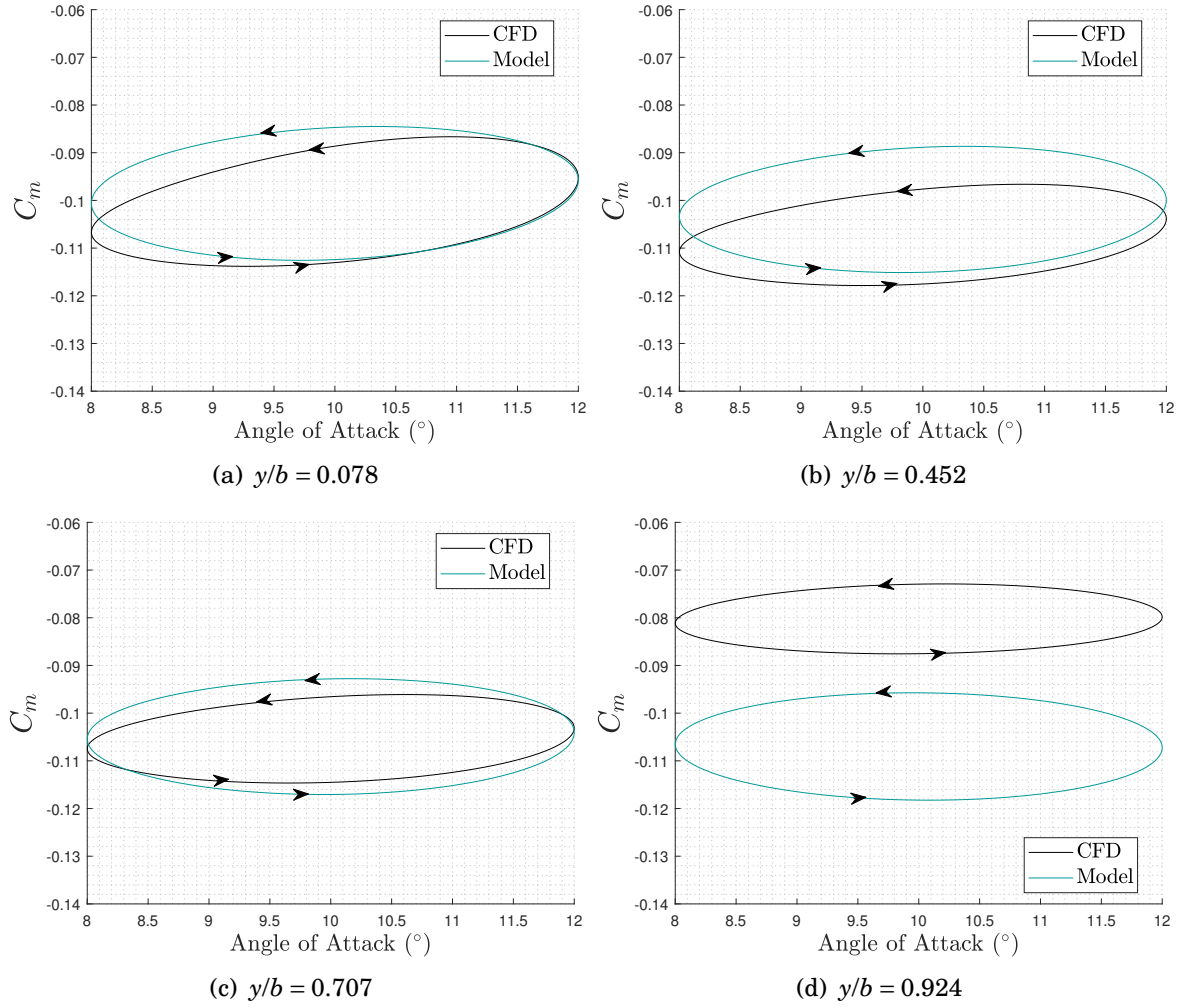 -0.06
-0.07
-0.08
-0.09
-0.1
-0.11
-0.12
-0.13
-0.14
C_m
8 8.5 9 9.5 10 10.5 11 11.5 12
Angle of Attack (°)
CFD
Model
(a) y/b = 0.078
-0.06
-0.07
-0.08
-0.09
-0.1
-0.11
-0.12
-0.13
-0.14
C_m
8 8.5 9 9.5 10 10.5 11 11.5 12
Angle of Attack (°)
CFD
Model
(b) y/b = 0.452
-0.06
-0.07
-0.08
-0.09
-0.1
-0.11
-0.12
-0.13
-0.14
C_m
8 8.5 9 9.5 10 10.5 11 11.5 12
Angle of Attack (°)
CFD
Model
(c) y/b = 0.707
-0.06
-0.07
-0.08
-0.09
-0.1
-0.11
-0.12
-0.13
-0.14
C_m
8 8.5 9 9.5 10 10.5 11 11.5 12
Angle of Attack (°)
CFD
Model
(d) y/b = 0.924